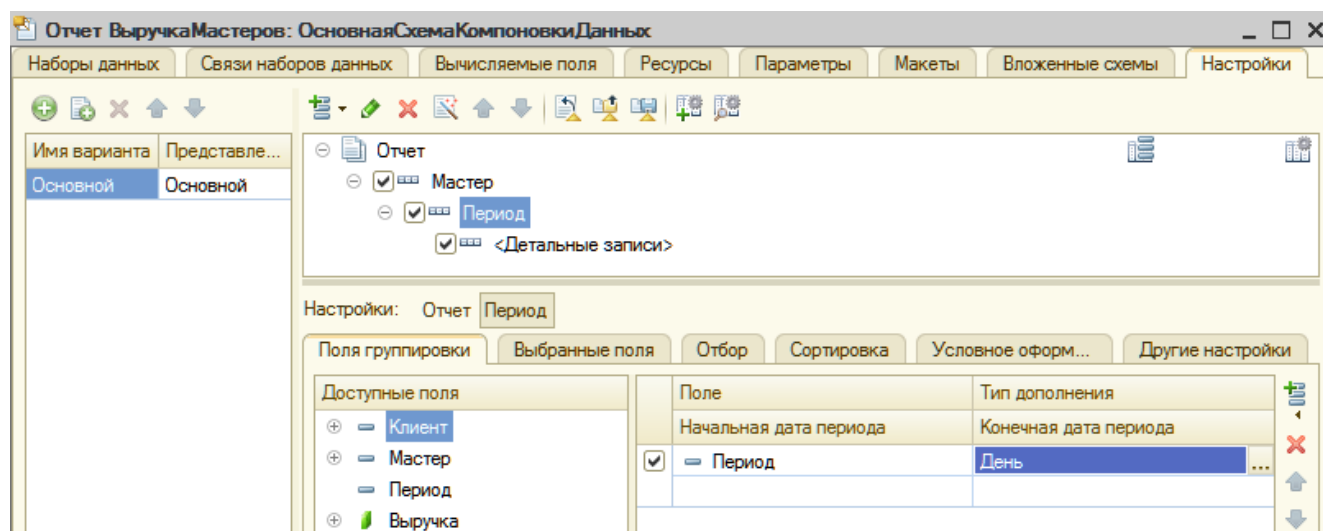 Отчет ВыручкаМастеров: ОсновнаяСхемаКомпоновкиДанных
Наборы данных Связи наборов данных Вычисляемые поля Ресурсы Параметры Макеты Вложенные схемы Настройки
Имя варианта Представле...
Основной Основной
Отчет
Мастер
Период
<Детальные записи>
Настройки: Отчет Период
Поля группировки Выбранные поля Отбор Сортировка Условное оформ... Другие настройки
Доступные поля
Клиент
Мастер
Период
Выручка
Поле Тип дополнения
Начальная дата периода Конечная дата периода
Период День ...